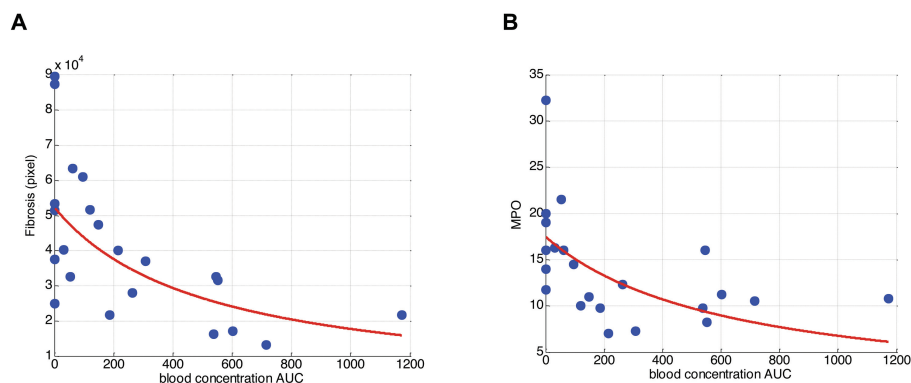 A
x 10⁴
9
8
7
6
5
4
3
2
1
Fibrosis (pixel)
0 200 400 600 800 1000 1200
blood concentration AUC
B
35
30
25
20
15
10
5
MPO
0 200 400 600 800 1000 1200
blood concentration AUC